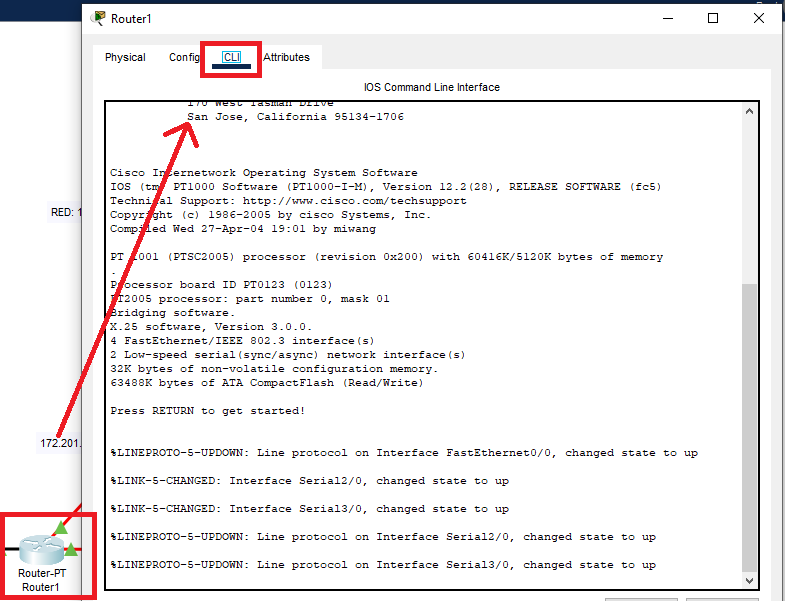 Router1
Physical Config CLI Attributes
IOS Command Line Interface
170 West Tasman Drive
San Jose, California 95134-1706
Cisco Internetwork Operating System Software
IOS (tm) PT1000 Software (PT1000-I-M), Version 12.2(28), RELEASE SOFTWARE (fc5)
Technical Support: http://www.cisco.com/techsupport
Copyright (c) 1986-2005 by cisco Systems, Inc.
Compiled Wed 27-Apr-04 19:01 by miwang
PT 1001 (PTSC2005) processor (revision 0x200) with 60416K/5120K bytes of memory
.
Processor board ID PT0123 (0123)
PT2005 processor: part number 0, mask 01
Bridging software.
X.25 software, Version 3.0.0.
4 FastEthernet/IEEE 802.3 interface(s)
2 Low-speed serial(sync/async) network interface(s)
32K bytes of non-volatile configuration memory.
63488K bytes of ATA CompactFlash (Read/Write)
Press RETURN to get started!
%LINEPROTO-5-UPDOWN: Line protocol on Interface FastEthernet0/0, changed state to up
%LINK-5-CHANGED: Interface Serial2/0, changed state to up
%LINK-5-CHANGED: Interface Serial3/0, changed state to up
%LINEPROTO-5-UPDOWN: Line protocol on Interface Serial2/0, changed state to up
%LINEPROTO-5-UPDOWN: Line protocol on Interface Serial3/0, changed state to up
RED: 1
172.201.
Router-PT
Router1